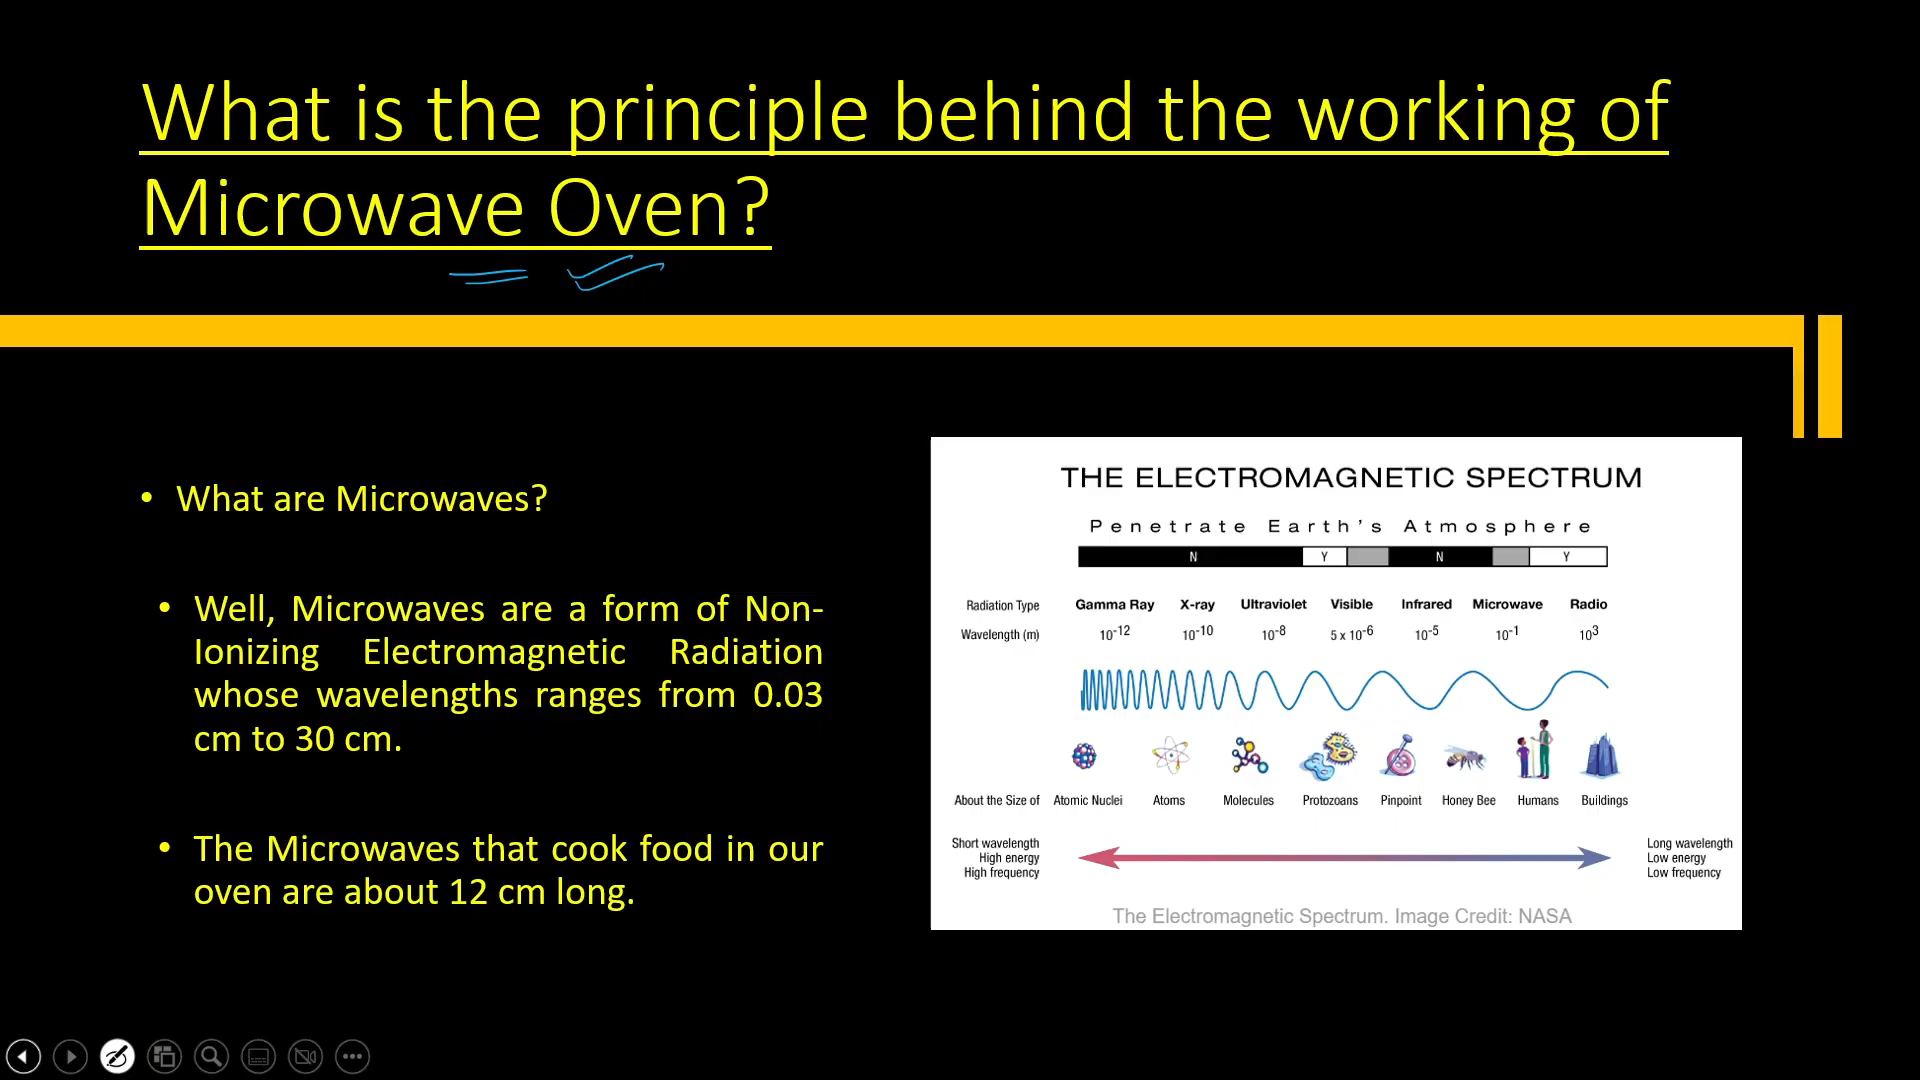 What is the principle behind the working of
Microwave Oven?
• What are Microwaves?
• Well, Microwaves are a form of Non-
Ionizing Electromagnetic Radiation
whose wavelengths ranges from 0.03
cm to 30 cm.
• The Microwaves that cook food in our
oven are about 12 cm long.
THE ELECTROMAGNETIC SPECTRUM
Penetrate Earth's Atmosphere
N Y N Y
Radiation Type Gamma Ray X-ray Ultraviolet Visible Infrared Microwave Radio
Wavelength (m) 10⁻¹² 10⁻¹⁰ 10⁻⁸ 5 x 10⁻⁶ 10⁻⁵ 10⁻¹ 10³
About the Size of Atomic Nuclei Atoms Molecules Protozoans Pinpoint Honey Bee Humans Buildings
Short wavelength
High energy
High frequency
Long wavelength
Low energy
Low frequency
The Electromagnetic Spectrum. Image Credit: NASA